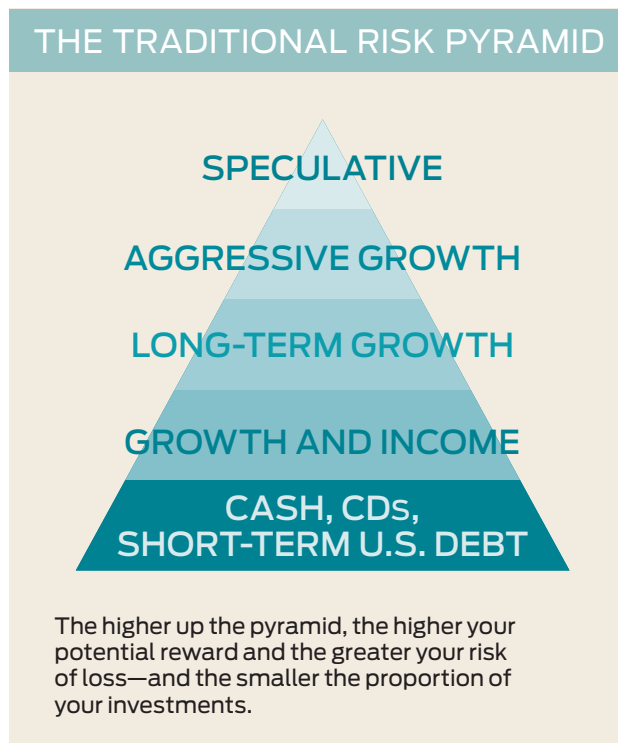 THE TRADITIONAL RISK PYRAMID
SPECULATIVE
AGGRESSIVE GROWTH
LONG-TERM GROWTH
GROWTH AND INCOME
CASH, CDs,
SHORT-TERM U.S. DEBT
The higher up the pyramid, the higher your
potential reward and the greater your risk
of loss—and the smaller the proportion of
your investments.